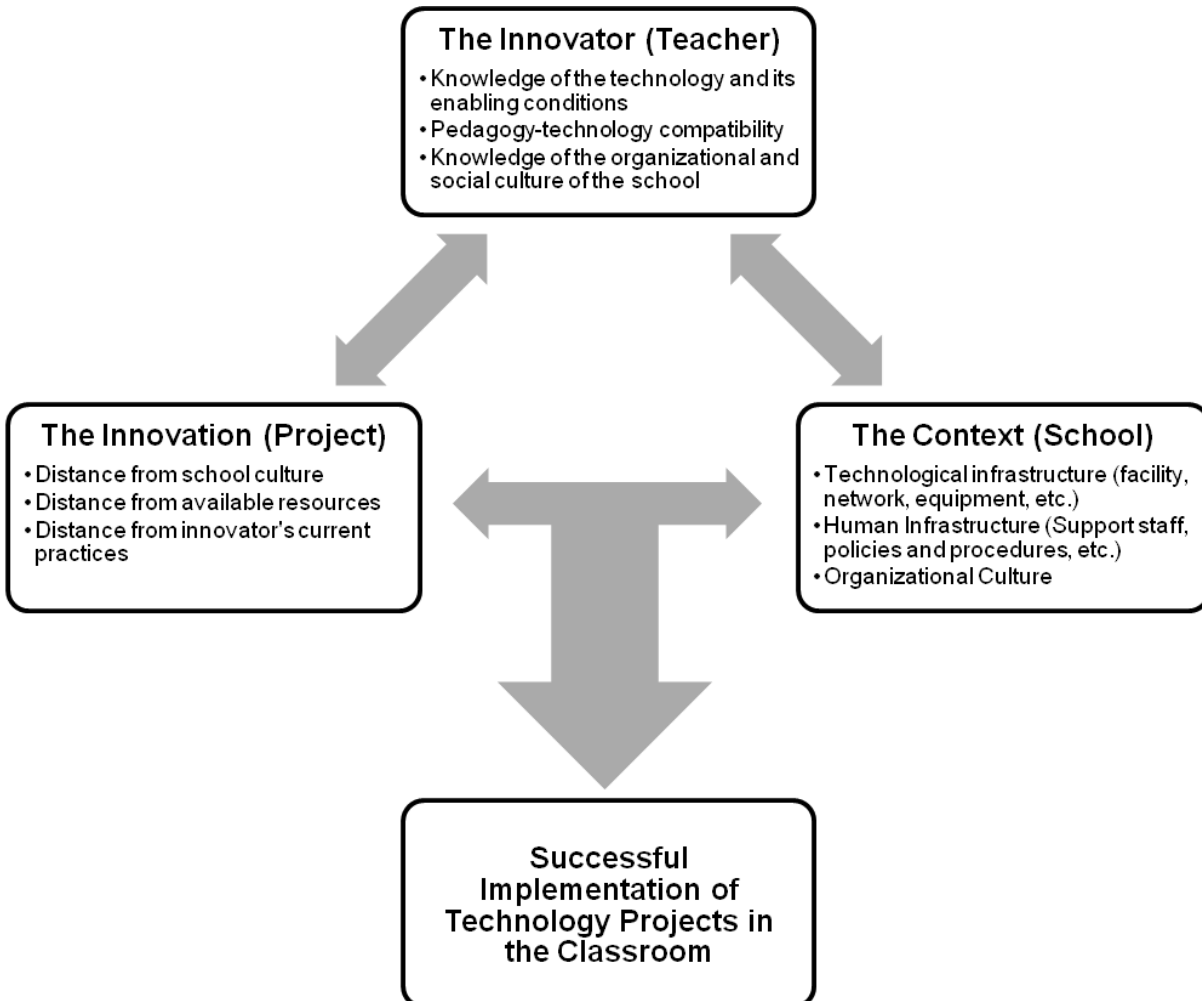 The Innovator (Teacher)
• Knowledge of the technology and its
enabling conditions
• Pedagogy-technology compatibility
• Knowledge of the organizational and
social culture of the school
The Innovation (Project)
• Distance from school culture
• Distance from available resources
• Distance from innovator's current
practices
The Context (School)
• Technological infrastructure (facility,
network, equipment, etc.)
• Human Infrastructure (Support staff,
policies and procedures, etc.)
• Organizational Culture
Successful
Implementation of
Technology Projects in
the Classroom